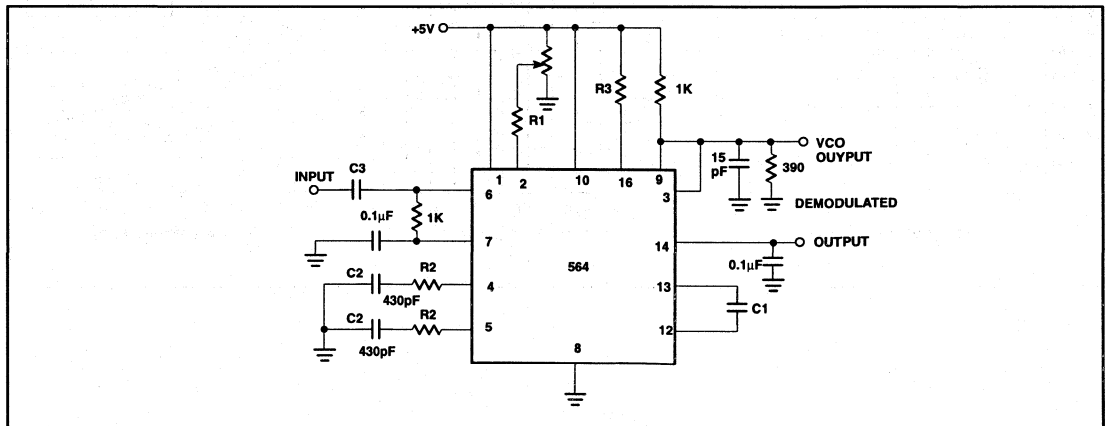 +5V
R3
1K
R1
VCO
OUYPUT
15
pF
390
C3
INPUT
1
2
10
16
9
6
3
DEMODULATED
0.1μF
1K
7
14
OUTPUT
564
0.1μF
C2
R2
4
13
430pF
C1
C2
R2
5
12
430pF
8